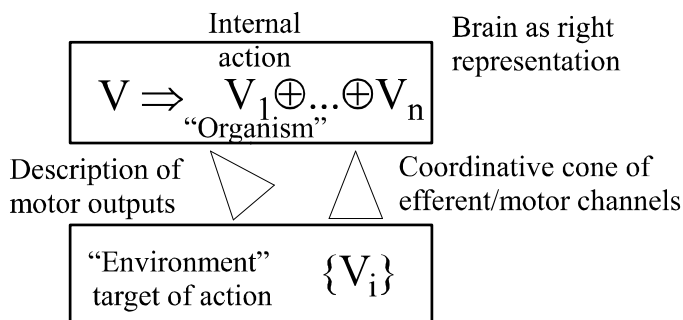 Internal
action
Brain as right
representation
V ⇒ V₁⊕...⊕Vₙ
“Organism”
Description of
motor outputs
Coordinative cone of
efferent/motor channels
“Environment”
target of action
{Vᵢ}